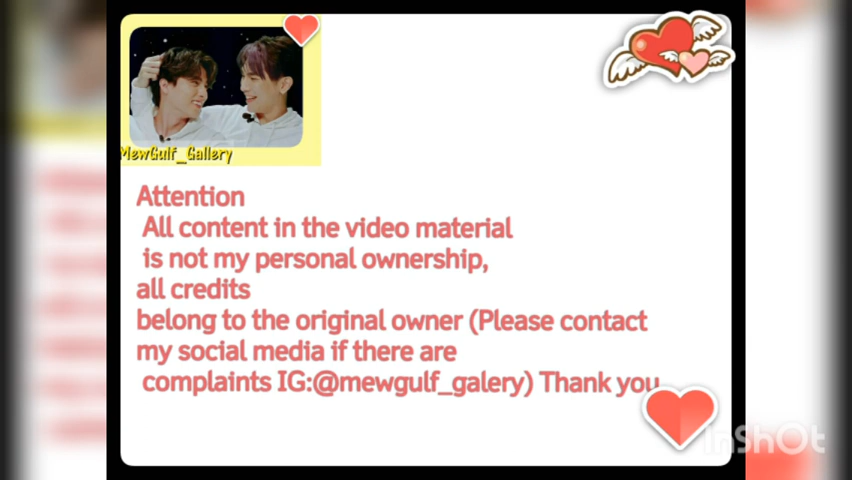 MewGulf_Gallery
Attention
All content in the video material
is not my personal ownership,
all credits
belong to the original owner (Please contact
my social media if there are
complaints IG:@mewgulf_galery) Thank you
InShOt